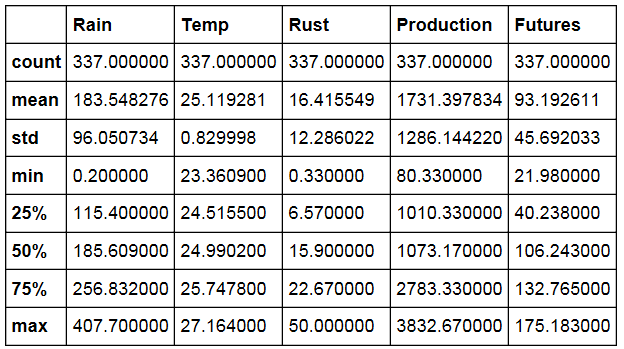 Rain Temp Rust Production Futures
count 337.000000 337.000000 337.000000 337.000000 337.000000
mean 183.548276 25.119281 16.415549 1731.397834 93.192611
std 96.050734 0.829998 12.286022 1286.144220 45.692033
min 0.200000 23.360900 0.330000 80.330000 21.980000
25% 115.400000 24.515500 6.570000 1010.330000 40.238000
50% 185.609000 24.990200 15.900000 1073.170000 106.243000
75% 256.832000 25.747800 22.670000 2783.330000 132.765000
max 407.700000 27.164000 50.000000 3832.670000 175.183000